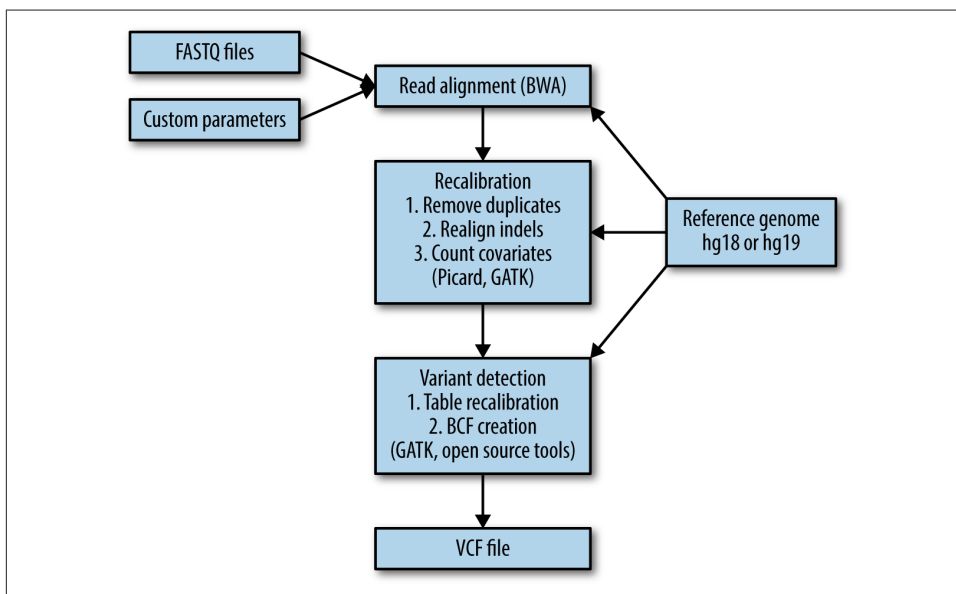 FASTQ files
Custom parameters
Read alignment (BWA)
Recalibration
1. Remove duplicates
2. Realign indels
3. Count covariates
(Picard, GATK)
Reference genome
hg18 or hg19
Variant detection
1. Table recalibration
2. BCF creation
(GATK, open source tools)
VCF file